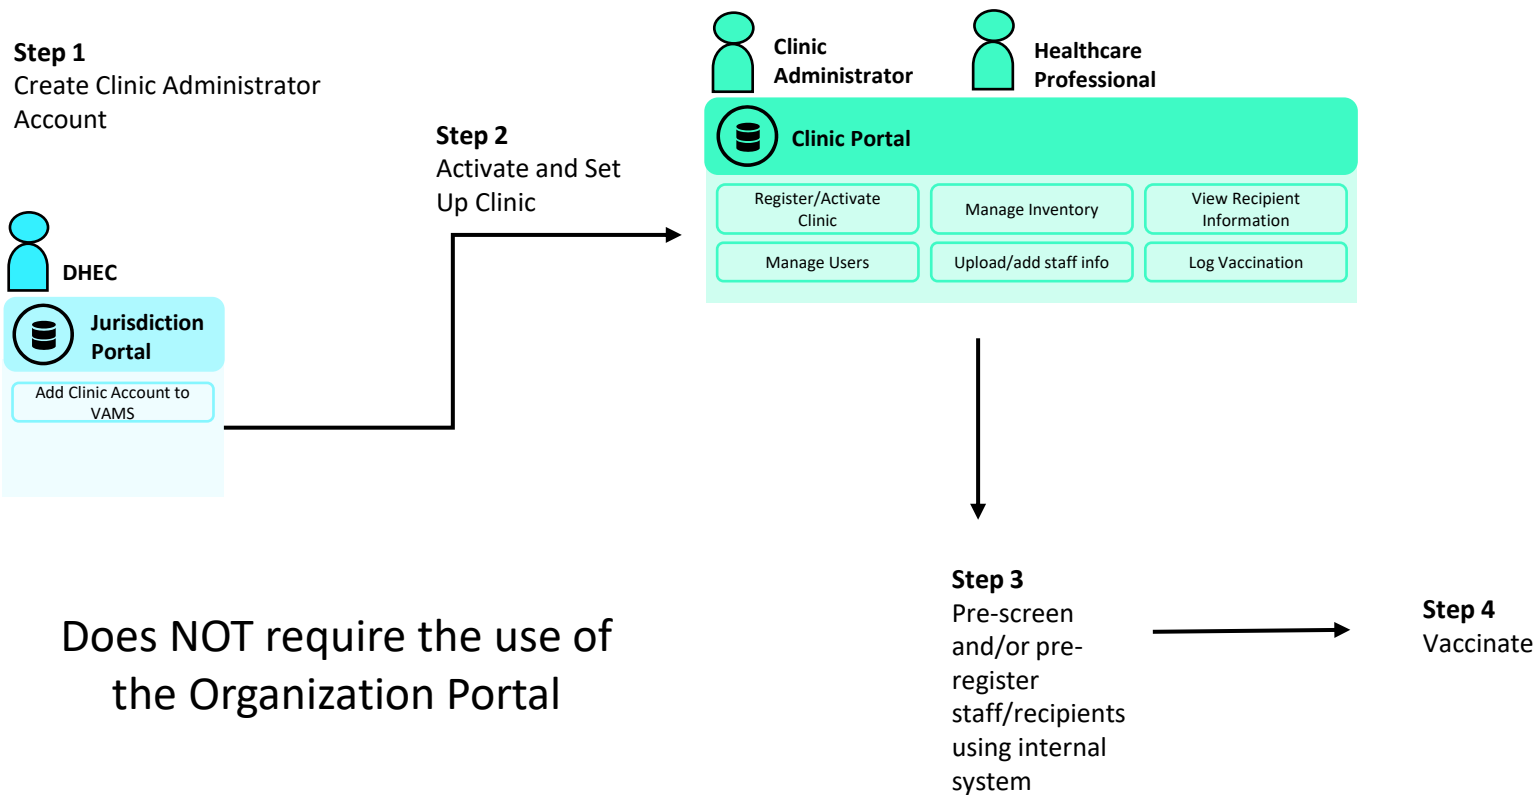 Step 1
Create Clinic Administrator
Account
Step 2
Activate and Set
Up Clinic
DHEC
Jurisdiction
Portal
Add Clinic Account to
VAMS
Clinic
Administrator
Healthcare
Professional
Clinic Portal
Register/Activate
Clinic
Manage Inventory
View Recipient
Information
Manage Users
Upload/add staff info
Log Vaccination
Step 3
Pre-screen
and/or pre-
register
staff/recipients
using internal
system
Step 4
Vaccinate
Does NOT require the use of
the Organization Portal